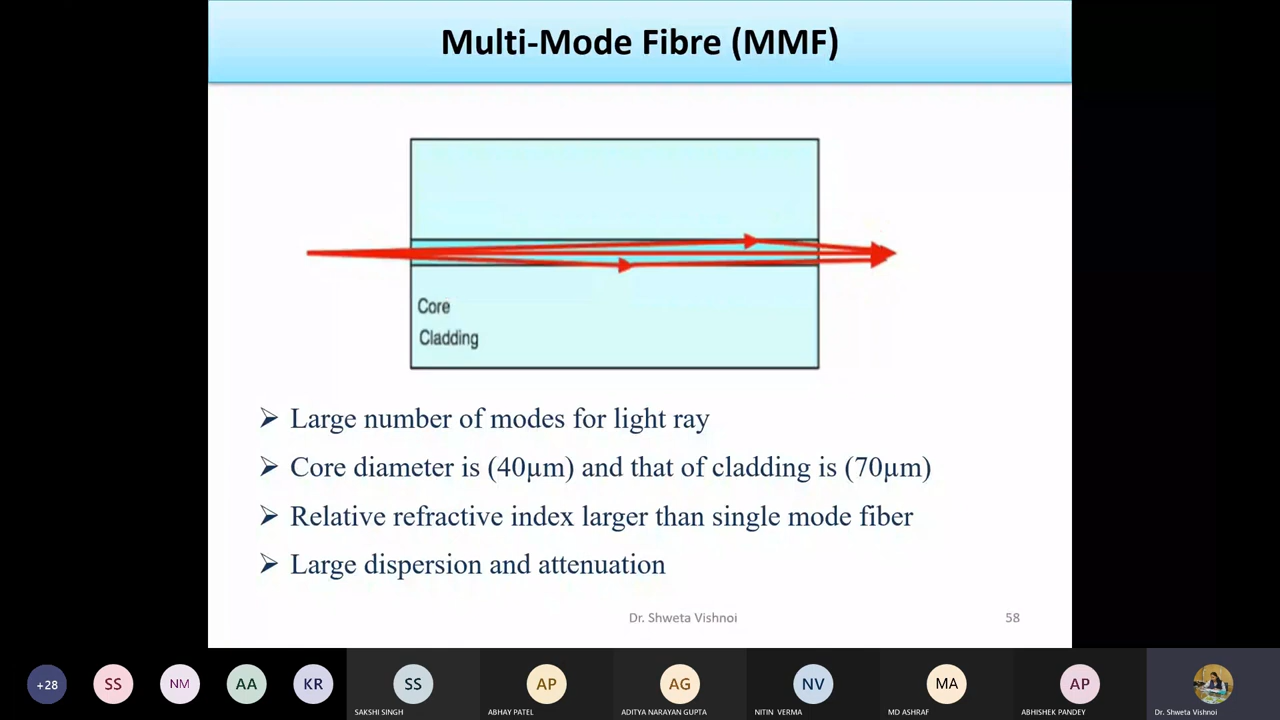 Multi-Mode Fibre (MMF)
Core
Cladding
➢ Large number of modes for light ray
➢ Core diameter is (40µm) and that of cladding is (70µm)
➢ Relative refractive index larger than single mode fiber
➢ Large dispersion and attenuation
Dr. Shweta Vishnoi
58
+28
SS
NM
AA
KR
SS
AP
AG
NV
MA
AP
SAKSHI SINGH
ABHAY PATEL
ADITYA NARAYAN GUPTA
NITIN VERMA
MD ASHRAF
ABHISHEK PANDEY
Dr. Shweta Vishnoi